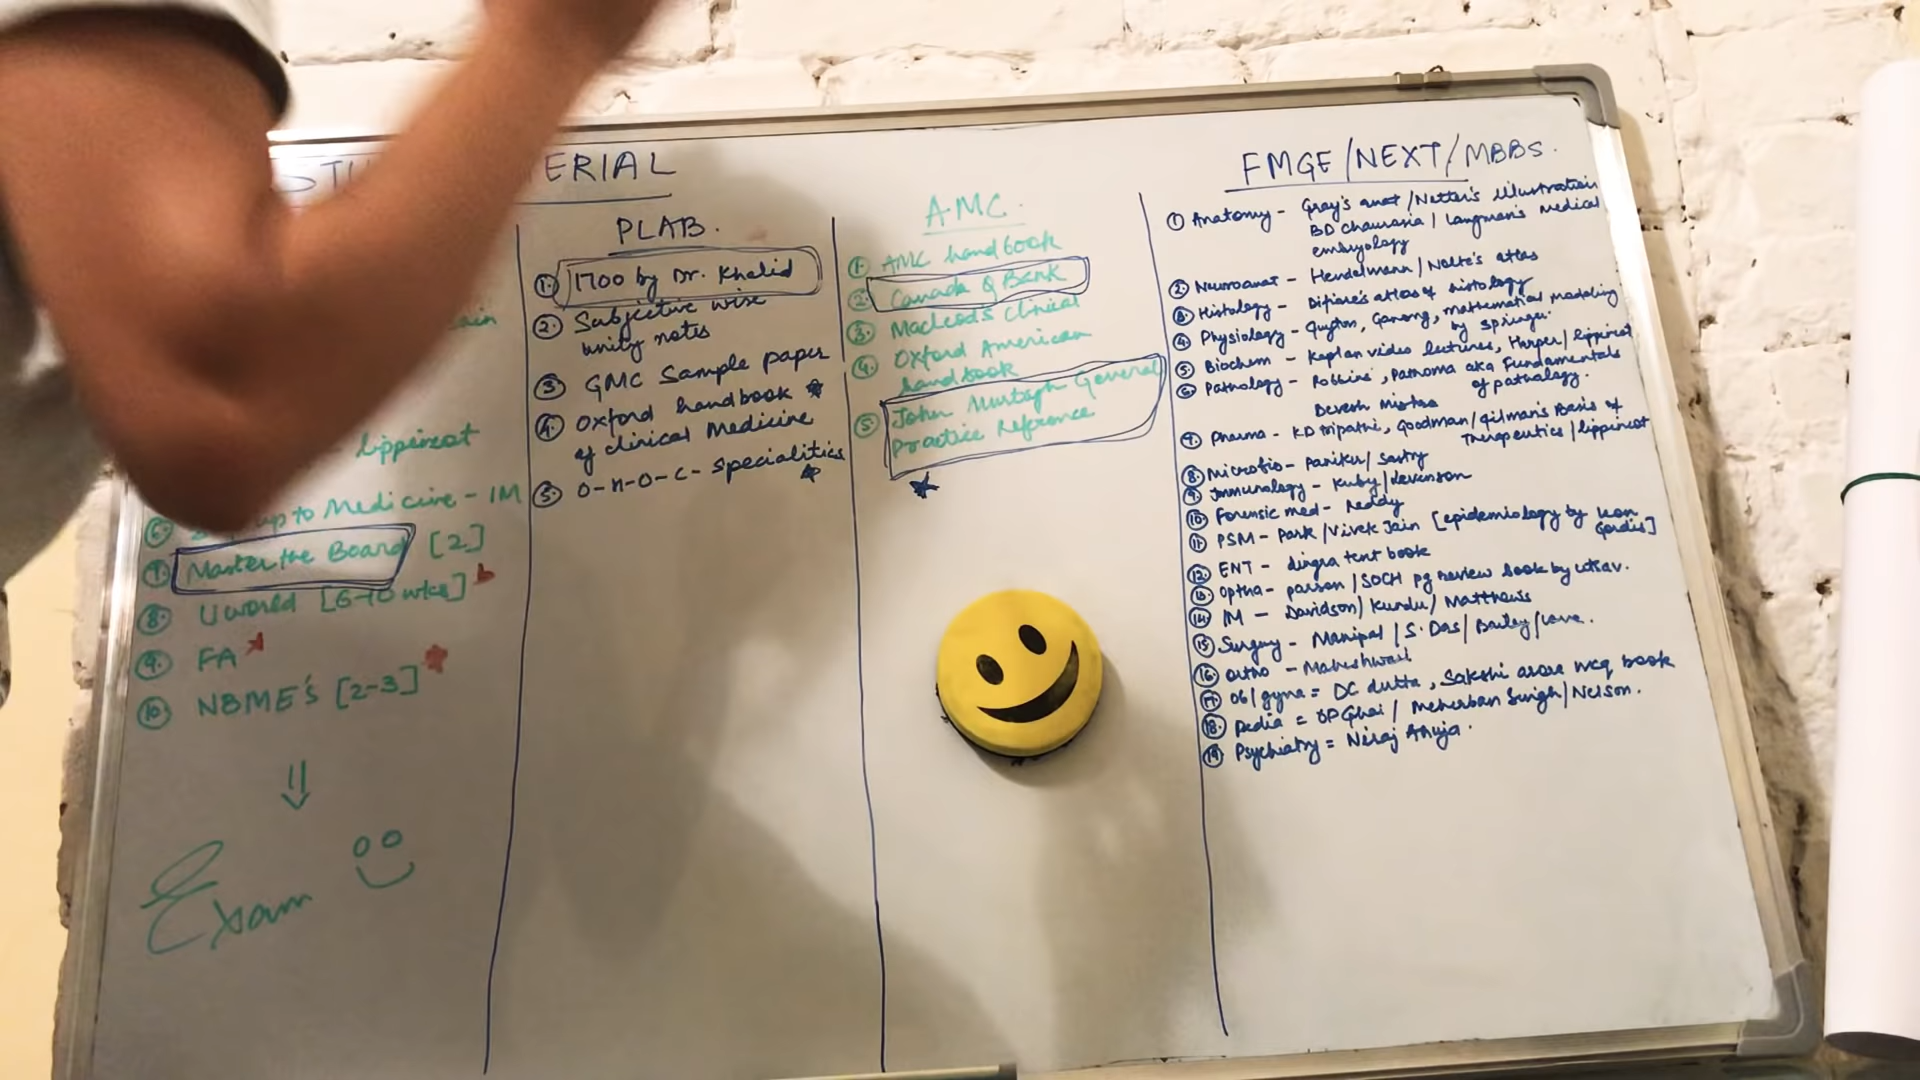 ERIAL
lippincot
up to Medicine - IM
7. Master the Board [2]
8. Uworld [6-10 wks]
9. FA
10. NBME's [2-3]
Exam
PLAB.
1. 1700 by Dr. Khalid
2. Subjective wise
unity notes
3 GMC Sample paper
4. Oxford handbook
of clinical Medicine
5. O-H-O-C- specialities
AMC.
1. AMC handbook
2. Canada Q Bank
3. Macleods Clinical
4. Oxford American
handbook
5. John Murtagh General
Practice Reference
FMGE/NEXT/MBBS.
1 Anatomy - Gray's anat /Netter's illustration
BD chaurasia / Langman's medical
embryology
2. Neuroanat - Hendelmann / Nolte's atlas
3. Histology - Difiore's atlas of histology
4 Physiology - Guyton, Ganong, mathematical modeling
by springer.
5. Biochem - Kaplan video lectures, Harper/lippincot
6 Pathology - Robbins, Pathoma aka Fundamentals
of pathology.
Devesh Mishra
7. Pharma - KD tripathi, Goodman/Gilman's Basis of
Therapeutics/lippincot
8. Microbio - Paniker/ Sastry
9. Immunology - Kuby/Levenson
10 Forensic med - Reddy
11. PSM - Park /Vivek Jain [epidemiology by Leon
Gordis]
12. ENT - dingra text book
13. Optha - parson /SOCH pg review book by utsav.
14 IM - Davidson/ Kundu/ Matthews
15 Surgery - Manipal / S. Das/ Bailey/Love.
16. ortho - Maheshwari
17. ob/gyna = DC dutta, Sakshi arora mcq book
18. Pedia = OP Ghai / Meherban Singh/Nelson.
19 Psychiatry = Niraj Ahuja.